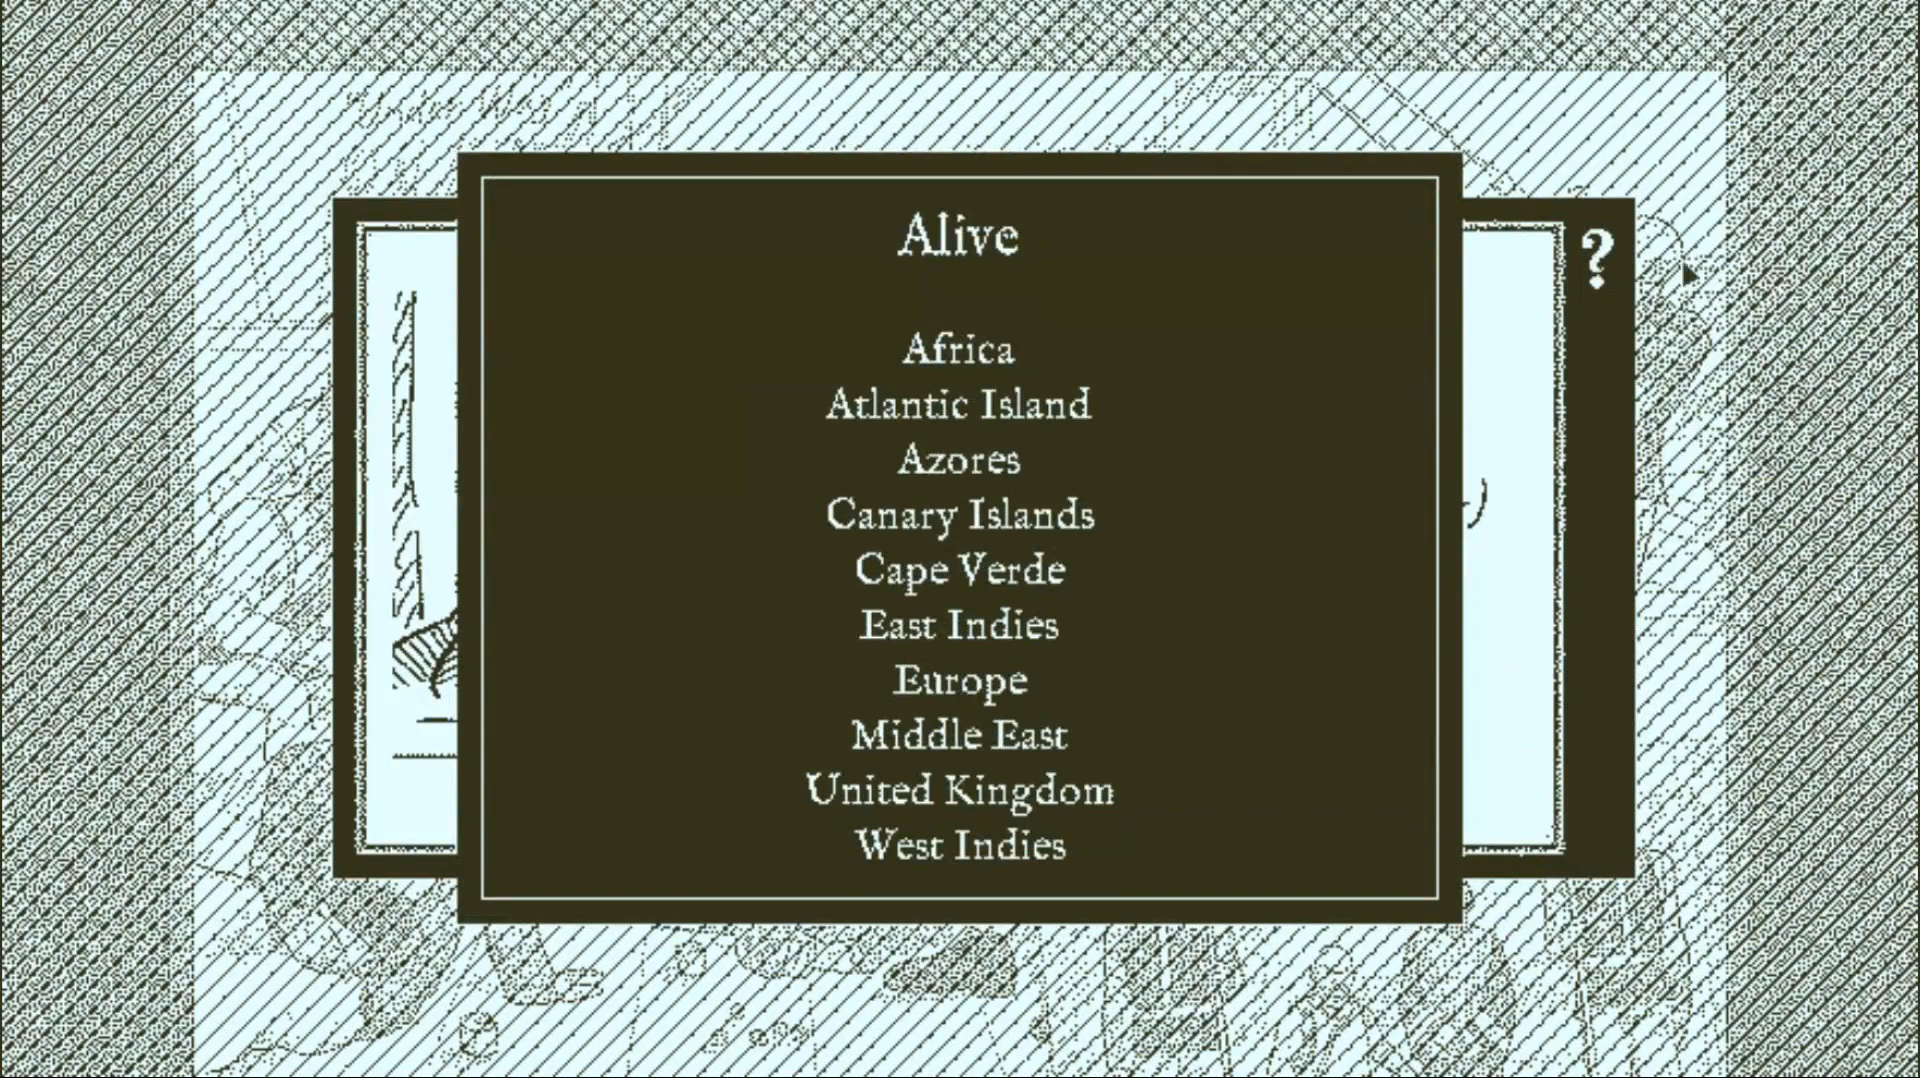 Alive
?
Africa
Atlantic Island
Azores
Canary Islands
Cape Verde
East Indies
Europe
Middle East
United Kingdom
West Indies